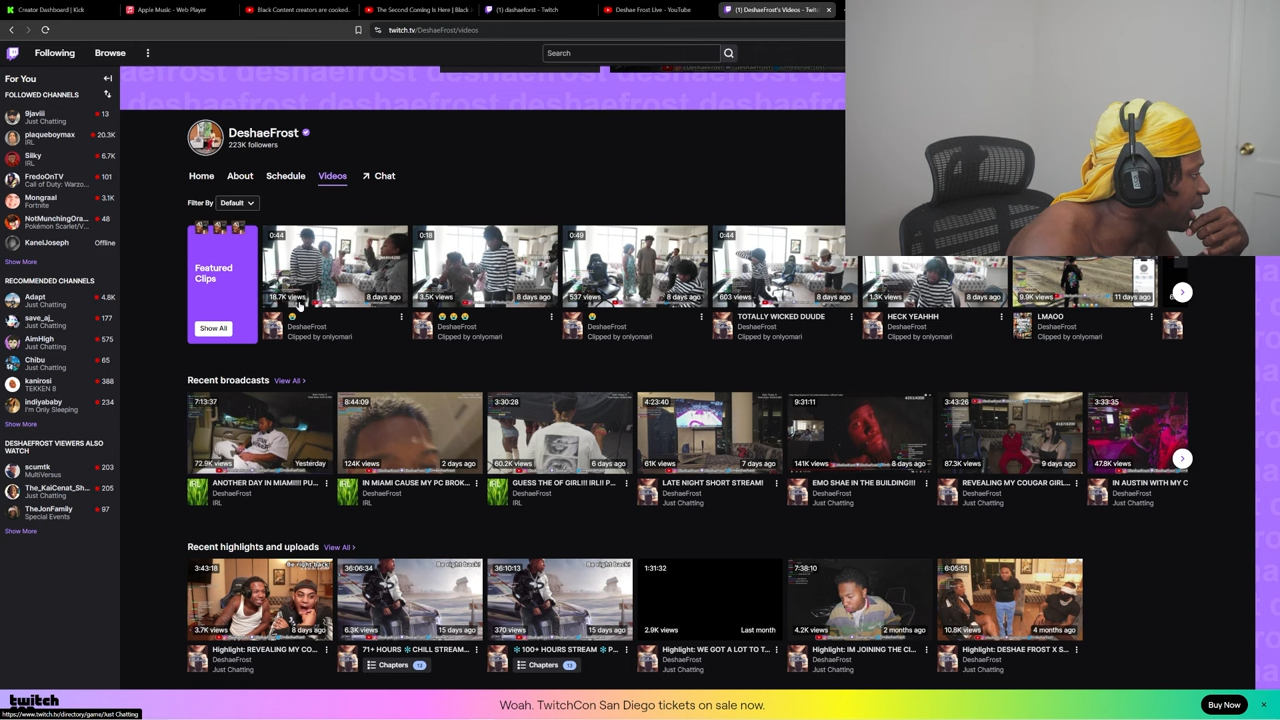 Creator Dashboard | Kick
Apple Music - Web Player
Black Content creators are cooked.
The Second Coming Is Here | Black
(1) dishaeforst - Twitch
Deshae Frost Live - YouTube
(1) DeshaeFrost's Videos - Twit
twitch.tv/DeshaeFrost/videos
Following
Browse
Search
For You
FOLLOWED CHANNELS
9javiii
13
Just Chatting
plaqueboymax
20.3K
IRL
Silky
6.7K
IRL
FredoOnTV
101
Call of Duty: Warzo...
Mongraal
3.1K
Fortnite
NotMunchingOra...
48
Pokémon Scarlet/V...
KanelJoseph
Offline
Show More
RECOMMENDED CHANNELS
Adapt
4.8K
Just Chatting
save_aj_
177
Just Chatting
AimHigh
575
Just Chatting
Chibu
65
Just Chatting
kanirosi
388
TEKKEN 8
indiyababy
234
I'm Only Sleeping
Show More
DESHAEFROST VIEWERS ALSO
WATCH
scumtk
203
MultiVersus
The_KaiCenat_Sh...
205
Just Chatting
TheJonFamily
97
Special Events
Show More
deshaefrost deshaefrost
DeshaeFrost
223K followers
Home
About
Schedule
Videos
Chat
Filter By
Default
Featured
Clips
Show All
0:44
18.7K views
8 days ago
DeshaeFrost
Clipped by onlyomari
0:18
3.5K views
8 days ago
DeshaeFrost
Clipped by onlyomari
0:49
537 views
8 days ago
DeshaeFrost
Clipped by onlyomari
0:44
603 views
8 days ago
TOTALLY WICKED DUUDE
DeshaeFrost
Clipped by onlyomari
1.3K views
8 days ago
HECK YEAHHH
DeshaeFrost
Clipped by onlyomari
9.9K views
11 days ago
LMAOO
DeshaeFrost
Clipped by onlyomari
Recent broadcasts
View All
7:13:37
72.9K views
Yesterday
ANOTHER DAY IN MIAMI!!! PU...
DeshaeFrost
IRL
8:44:09
124K views
2 days ago
IN MIAMI CAUSE MY PC BROK...
DeshaeFrost
IRL
3:30:28
60.2K views
6 days ago
GUESS THE OF GIRL!!! IRL!! P...
DeshaeFrost
IRL
4:23:40
61K views
7 days ago
LATE NIGHT SHORT STREAM!
DeshaeFrost
Just Chatting
9:31:11
141K views
8 days ago
EMO SHAE IN THE BUILDING!!!
DeshaeFrost
Just Chatting
3:43:26
87.3K views
9 days ago
REVEALING MY COUGAR GIRL...
DeshaeFrost
Just Chatting
3:33:35
47.8K views
IN AUSTIN WITH MY C
DeshaeFrost
Just Chatting
Recent highlights and uploads
View All
3:43:18
Be right back!
3.7K views
8 days ago
Highlight: REVEALING MY CO...
DeshaeFrost
Just Chatting
36:06:34
Be right back!
6.3K views
15 days ago
71+ HOURS ❄ CHILL STREAM...
Chapters
13
36:10:13
Be right back!
370 views
15 days ago
❄100+ HOURS STREAM ❄ P...
Chapters
13
1:31:32
2.9K views
Last month
Highlight: WE GOT A LOT TO T...
DeshaeFrost
Just Chatting
7:38:10
4.2K views
2 months ago
Highlight: IM JOINING THE CI...
DeshaeFrost
Just Chatting
6:05:51
10.8K views
4 months ago
Highlight: DESHAE FROST X S...
DeshaeFrost
Just Chatting
twitch
Woah. TwitchCon San Diego tickets on sale now.
Buy Now
https://www.twitch.tv/directory/game/Just Chatting